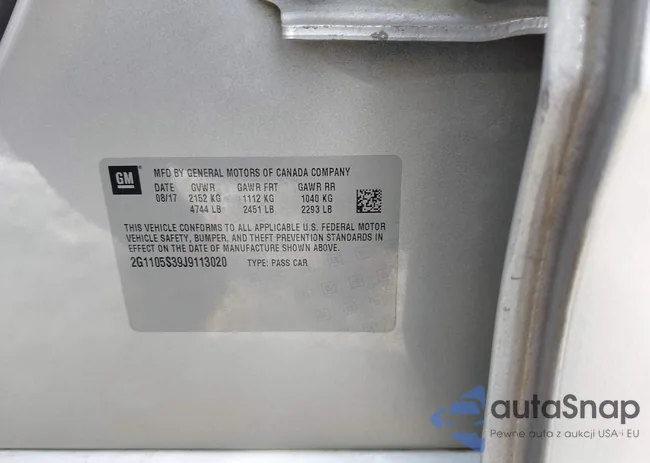 GM
MFD BY GENERAL MOTORS OF CANADA COMPANY
DATE GVWR GAWR FRT GAWR RR
08/17 2152 KG 1112 KG 1040 KG
4744 LB 2451 LB 2293 LB
THIS VEHICLE CONFORMS TO ALL APPLICABLE U.S. FEDERAL MOTOR
VEHICLE SAFETY, BUMPER, AND THEFT PREVENTION STANDARDS IN
EFFECT ON THE DATE OF MANUFACTURE SHOWN ABOVE.
2G1105S39J9113020 TYPE: PASS CAR
autaSnap
Pewne auta z aukcji USA i EU